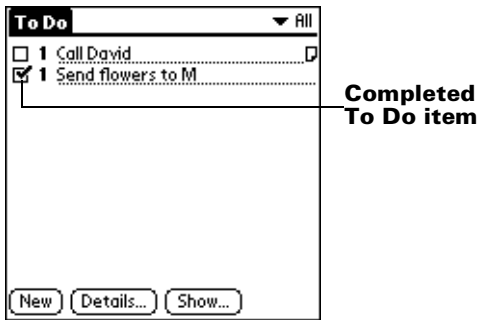 To Do All
1 Call David
1 Send flowers to M
Completed
To Do item
New Details... Show...